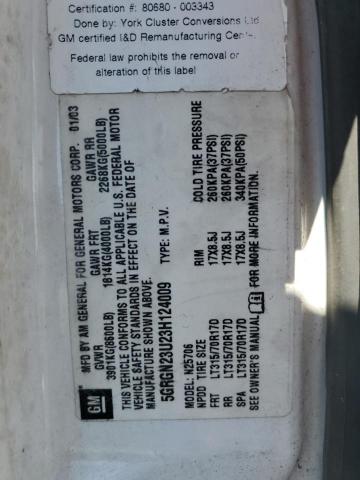 Certification #: 80680 - 003343
Done by: York Cluster Conversions Ltd
GM certified I&D Remanufacturing
Federal law prohibits the removal or
alteration of this label
MFD BY AM GENERAL FOR GENERAL MOTORS CORP. 01/03
GVWR GAWR FRT GAWR RR
3901KG(8600LB) 1814KG(4000LB) 2268KG(5000LB)
THIS VEHICLE CONFORMS TO ALL APPLICABLE U.S. FEDERAL MOTOR
VEHICLE SAFETY STANDARDS IN EFFECT ON THE DATE OF
MANUFACTURE SHOWN ABOVE.
5GRGN23U23H124009 TYPE: M.P.V.
GM
N25706
NPDD TIRE SIZE RIM COLD TIRE PRESSURE
FRT LT315/70R17D 17X8.5J 260KPA(37PSI)
RR LT315/70R17D 17X8.5J 260KPA(37PSI)
SPA LT315/70R17D 17X8.5J 340KPA(50PSI)
SEE OWNER'S MANUAL FOR MORE INFORMATION.